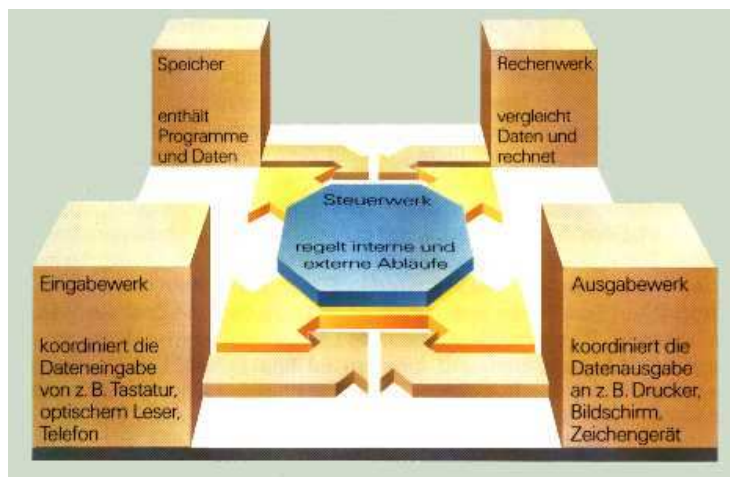 Speicher
enthält
Programme
und Daten
Rechenwerk
vergleicht
Daten und
rechnet
Steuerwerk
regelt interne und
externe Abläufe
Eingabewerk
koordiniert die
Dateneingabe
von z. B. Tastatur,
optischem Leser,
Telefon
Ausgabewerk
koordiniert die
Datenausgabe
an z. B. Drucker,
Bildschirm,
Zeichengerät